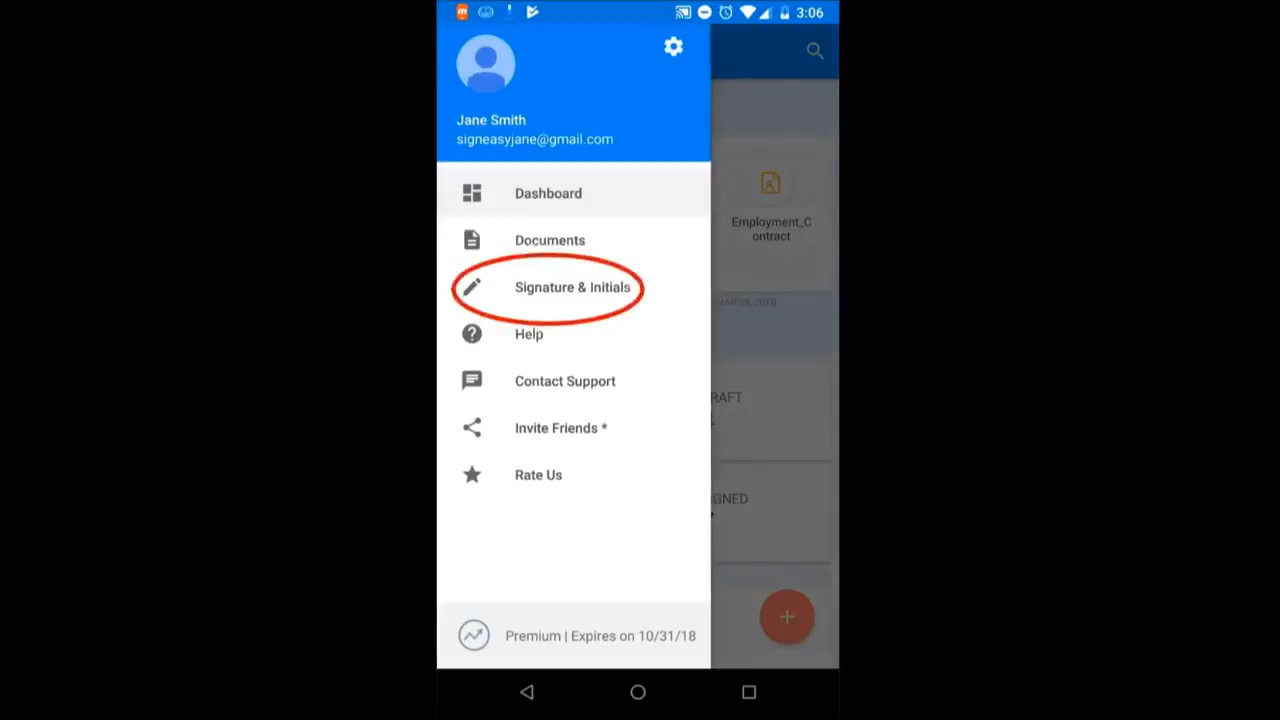 3:06
Jane Smith
signeasyjane@gmail.com
Dashboard
Documents
Signature & Initials
Help
Contact Support
Invite Friends *
Rate Us
Premium | Expires on 10/31/18
Employment_C
ontract
RAFT
GNED